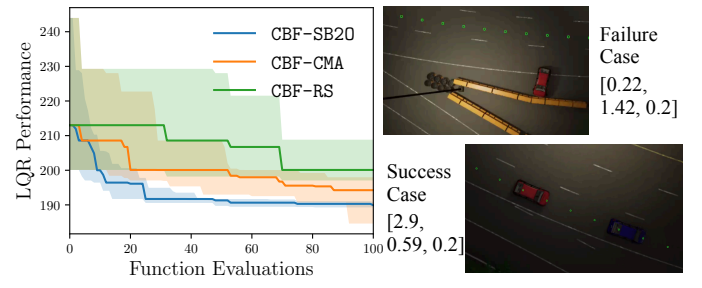 240
230
220
210
200
190
LQR Performance
0 20 40 60 80 100
Function Evaluations
CBF-SB2O
CBF-CMA
CBF-RS
Failure
Case
[0.22,
1.42, 0.2]
Success
Case
[2.9,
0.59, 0.2]